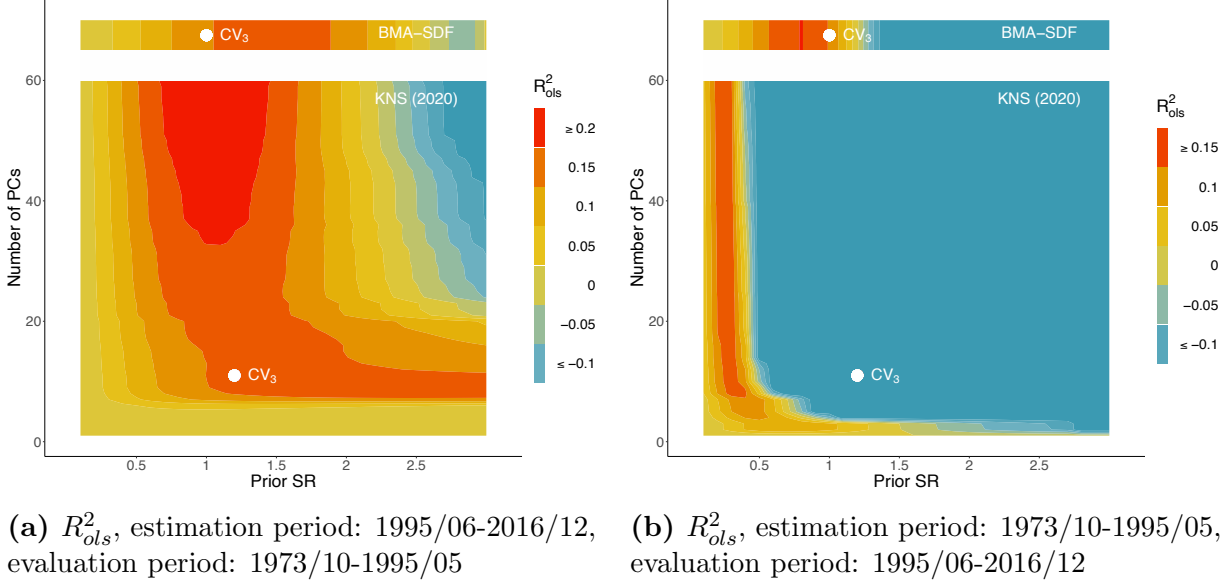 BMA−SDF
CV3
KNS (2020)
CV3
60
40
20
0
Number of PCs
0.5 1 1.5 2 2.5
Prior SR
R²ols
≥ 0.2
0.15
0.1
0.05
0
−0.05
≤ −0.1
BMA−SDF
CV3
KNS (2020)
CV3
60
40
20
0
Number of PCs
0.5 1 1.5 2 2.5
Prior SR
R²ols
≥ 0.15
0.1
0.05
0
−0.05
≤ −0.1
(a) R²ols, estimation period: 1995/06-2016/12,
evaluation period: 1973/10-1995/05
(b) R²ols, estimation period: 1973/10-1995/05,
evaluation period: 1995/06-2016/12